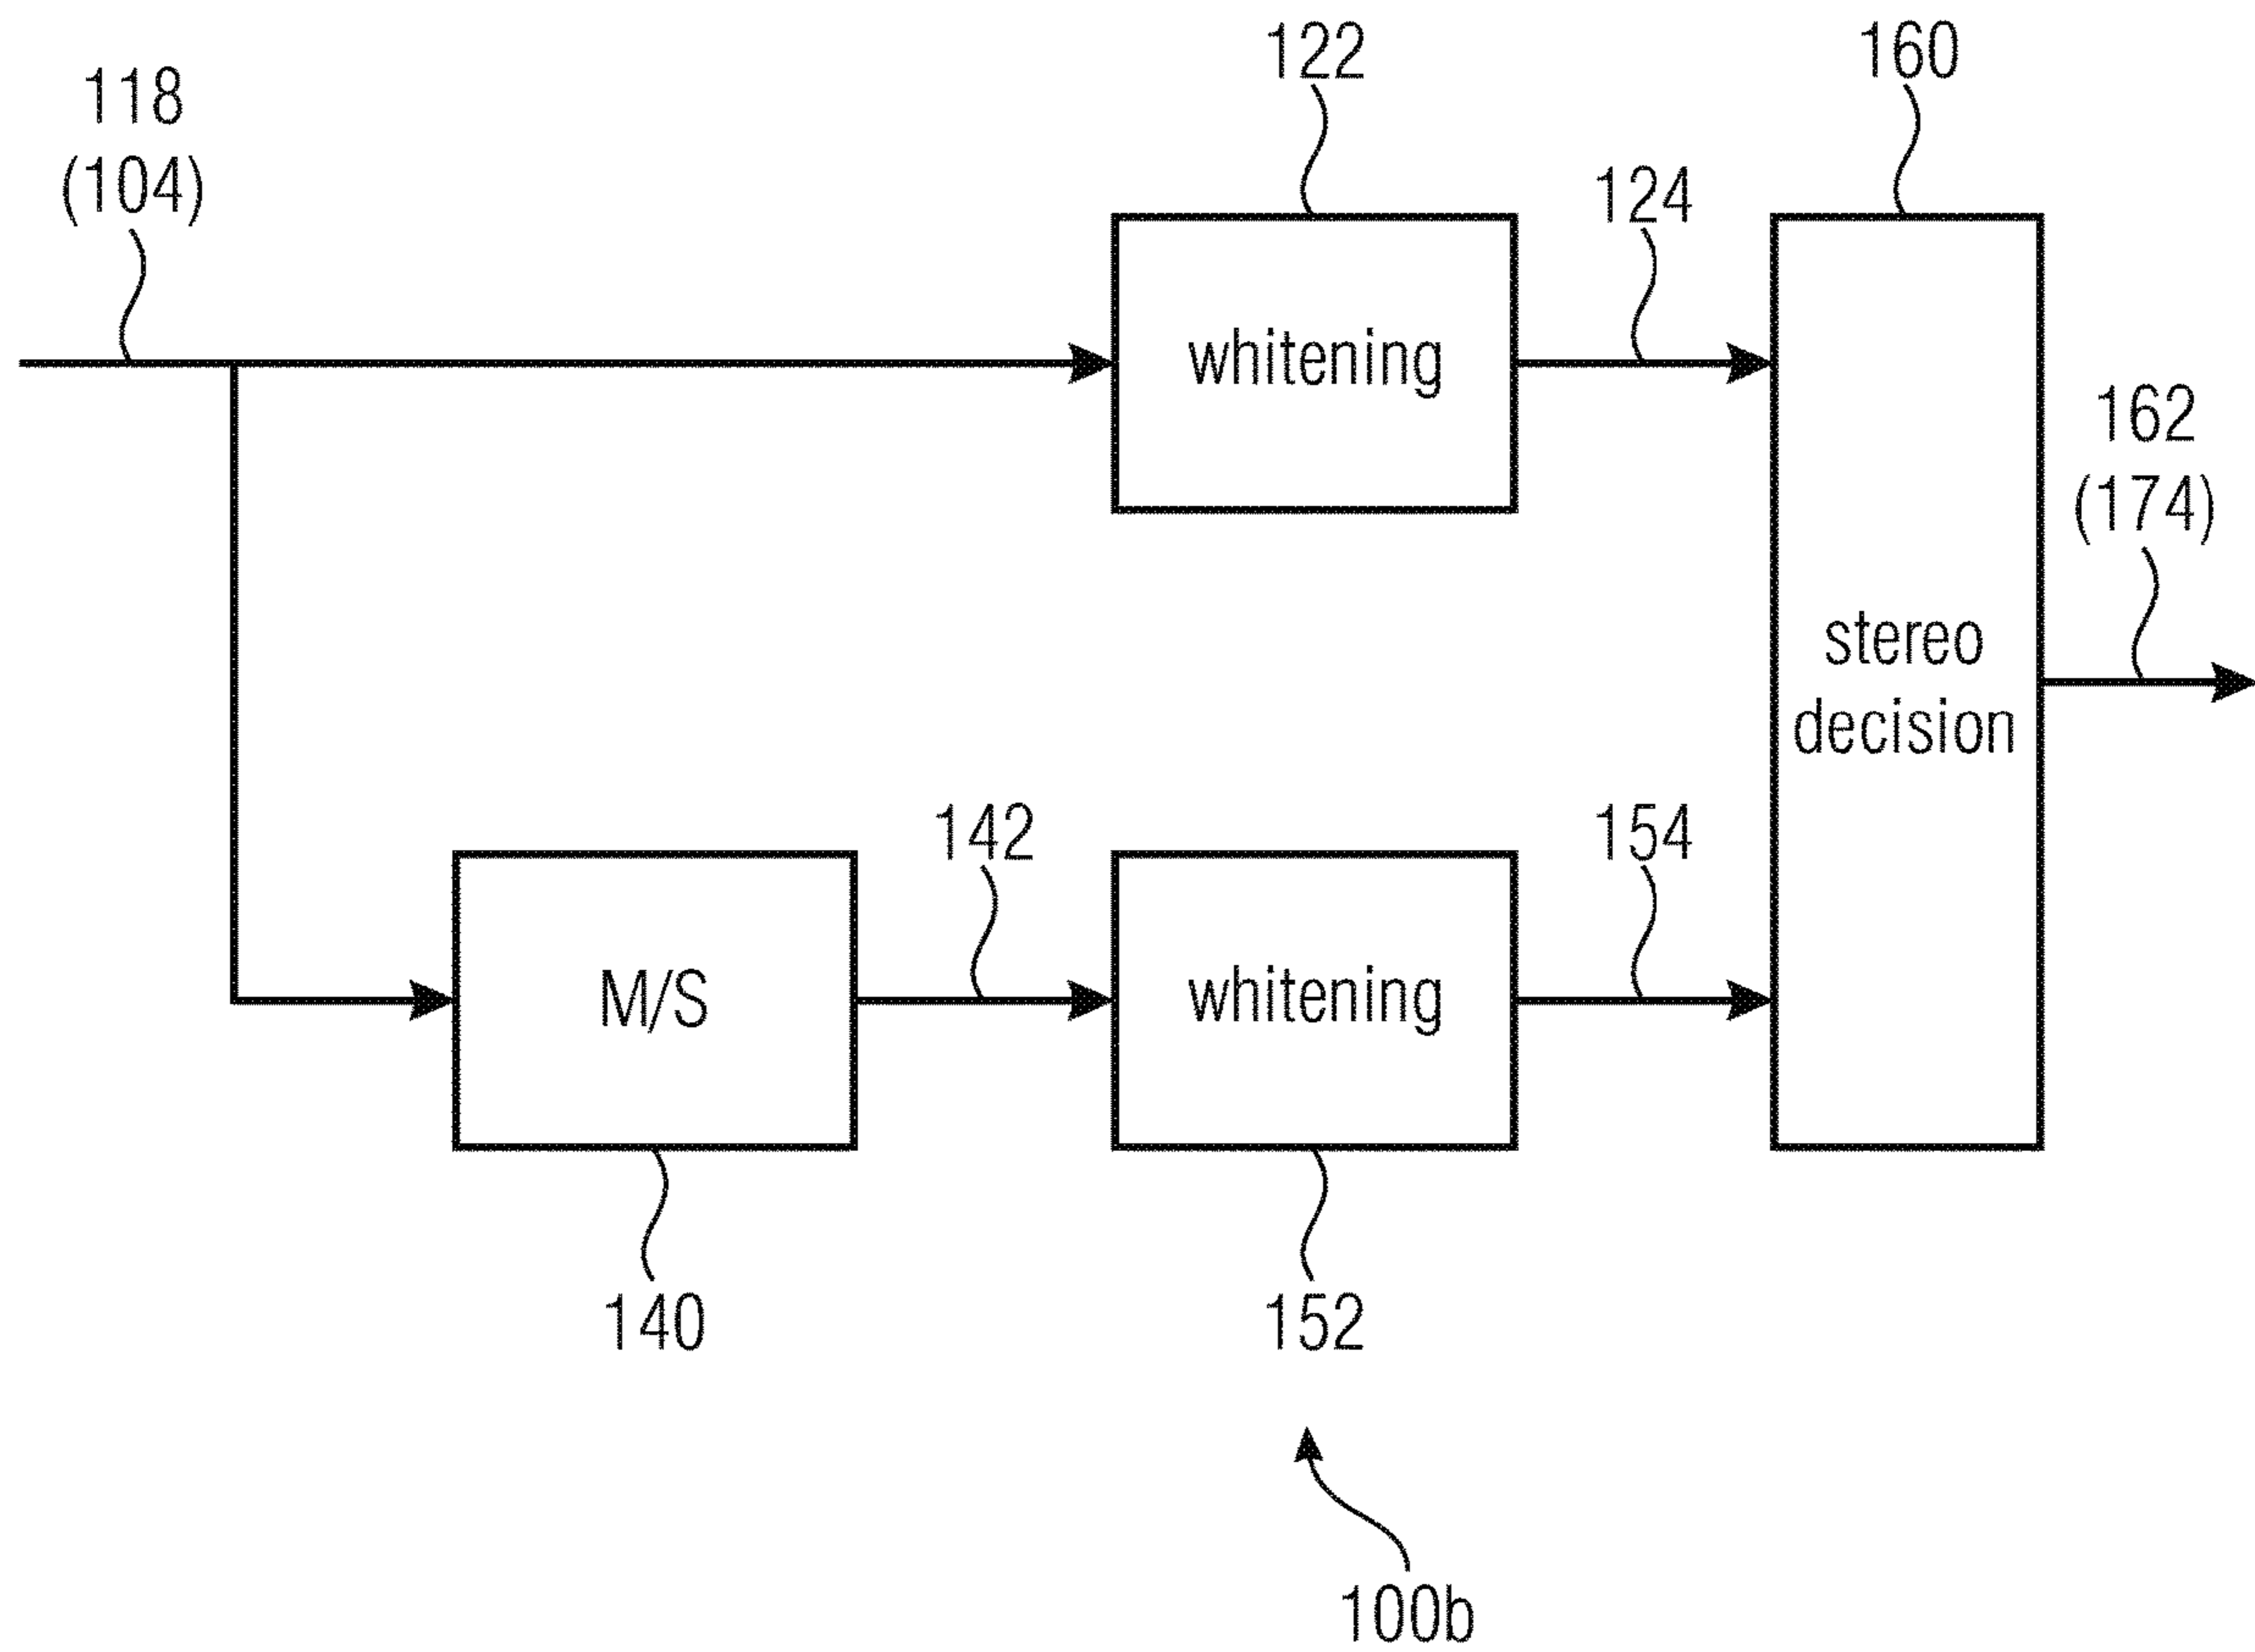 122
160
118
(104)
124
whitening
162
(174)
stereo
decision
142
154
M/S
whitening
140
152
100b